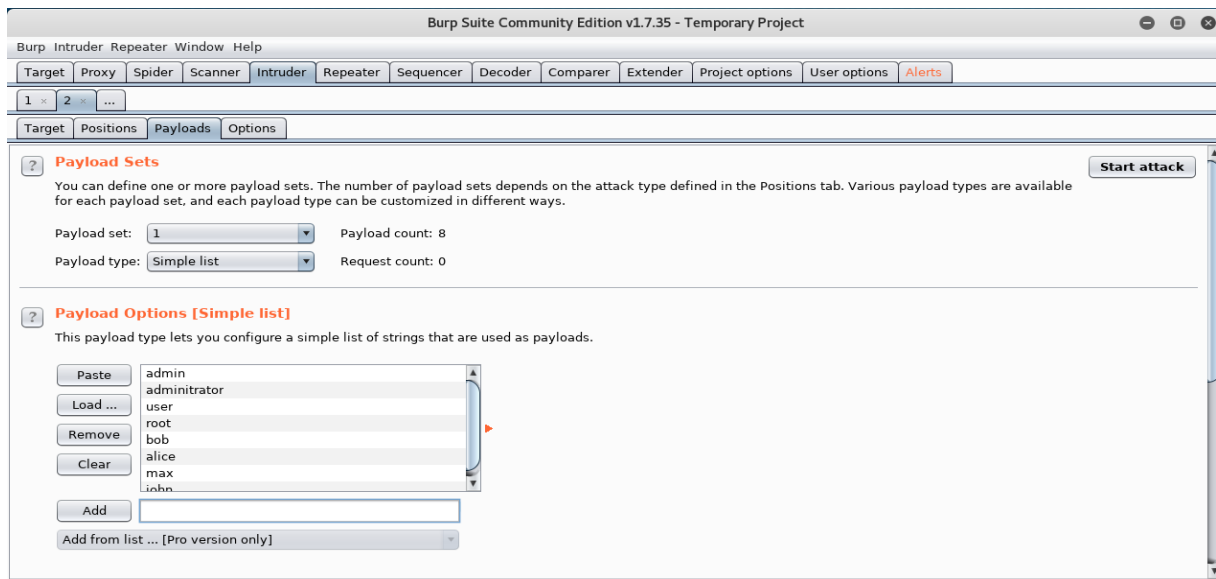 Burp Suite Community Edition v1.7.35 - Temporary Project
Burp Intruder Repeater Window Help
Target Proxy Spider Scanner Intruder Repeater Sequencer Decoder Comparer Extender Project options User options Alerts
1 × 2 × ...
Target Positions Payloads Options
? Payload Sets
Start attack
You can define one or more payload sets. The number of payload sets depends on the attack type defined in the Positions tab. Various payload types are available
for each payload set, and each payload type can be customized in different ways.
Payload set: 1 Payload count: 8
Payload type: Simple list Request count: 0
? Payload Options [Simple list]
This payload type lets you configure a simple list of strings that are used as payloads.
Paste
Load ...
Remove
Clear
admin
adminitrator
user
root
bob
alice
max
john
Add
Add from list ... [Pro version only]